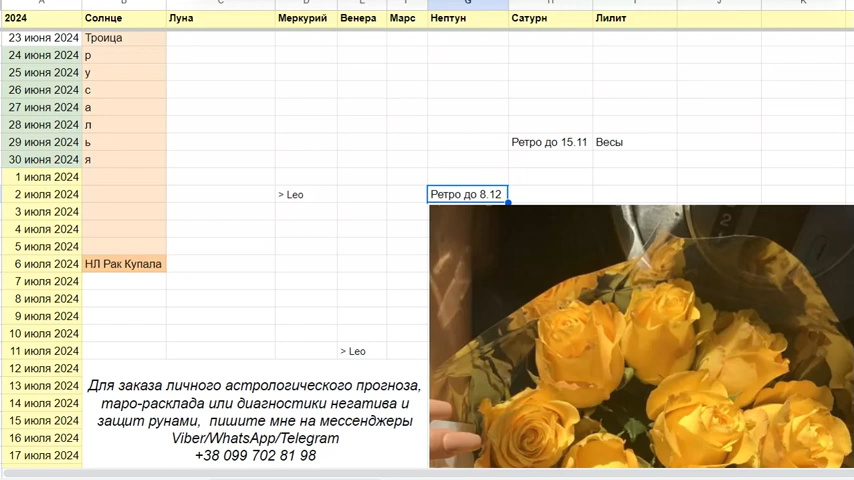 2024 Солнце Луна Меркурий Венера Марс Нептун Сатурн Лилит
23 июня 2024 Троица
24 июня 2024 р
25 июня 2024 у
26 июня 2024 с
27 июня 2024 а
28 июня 2024 л
29 июня 2024 ь Ретро до 15.11 Весы
30 июня 2024 я
1 июля 2024
2 июля 2024 > Leo Ретро до 8.12
3 июля 2024
4 июля 2024
5 июля 2024
6 июля 2024 НЛ Рак Купала
7 июля 2024
8 июля 2024
9 июля 2024
10 июля 2024
11 июля 2024 > Leo
12 июля 2024
13 июля 2024 Для заказа личного астрологического прогноза,
14 июля 2024 таро-расклада или диагностики негатива и
15 июля 2024 защит рунами, пишите мне на мессенджеры
16 июля 2024 Viber/WhatsApp/Telegram
17 июля 2024 +38 099 702 81 98